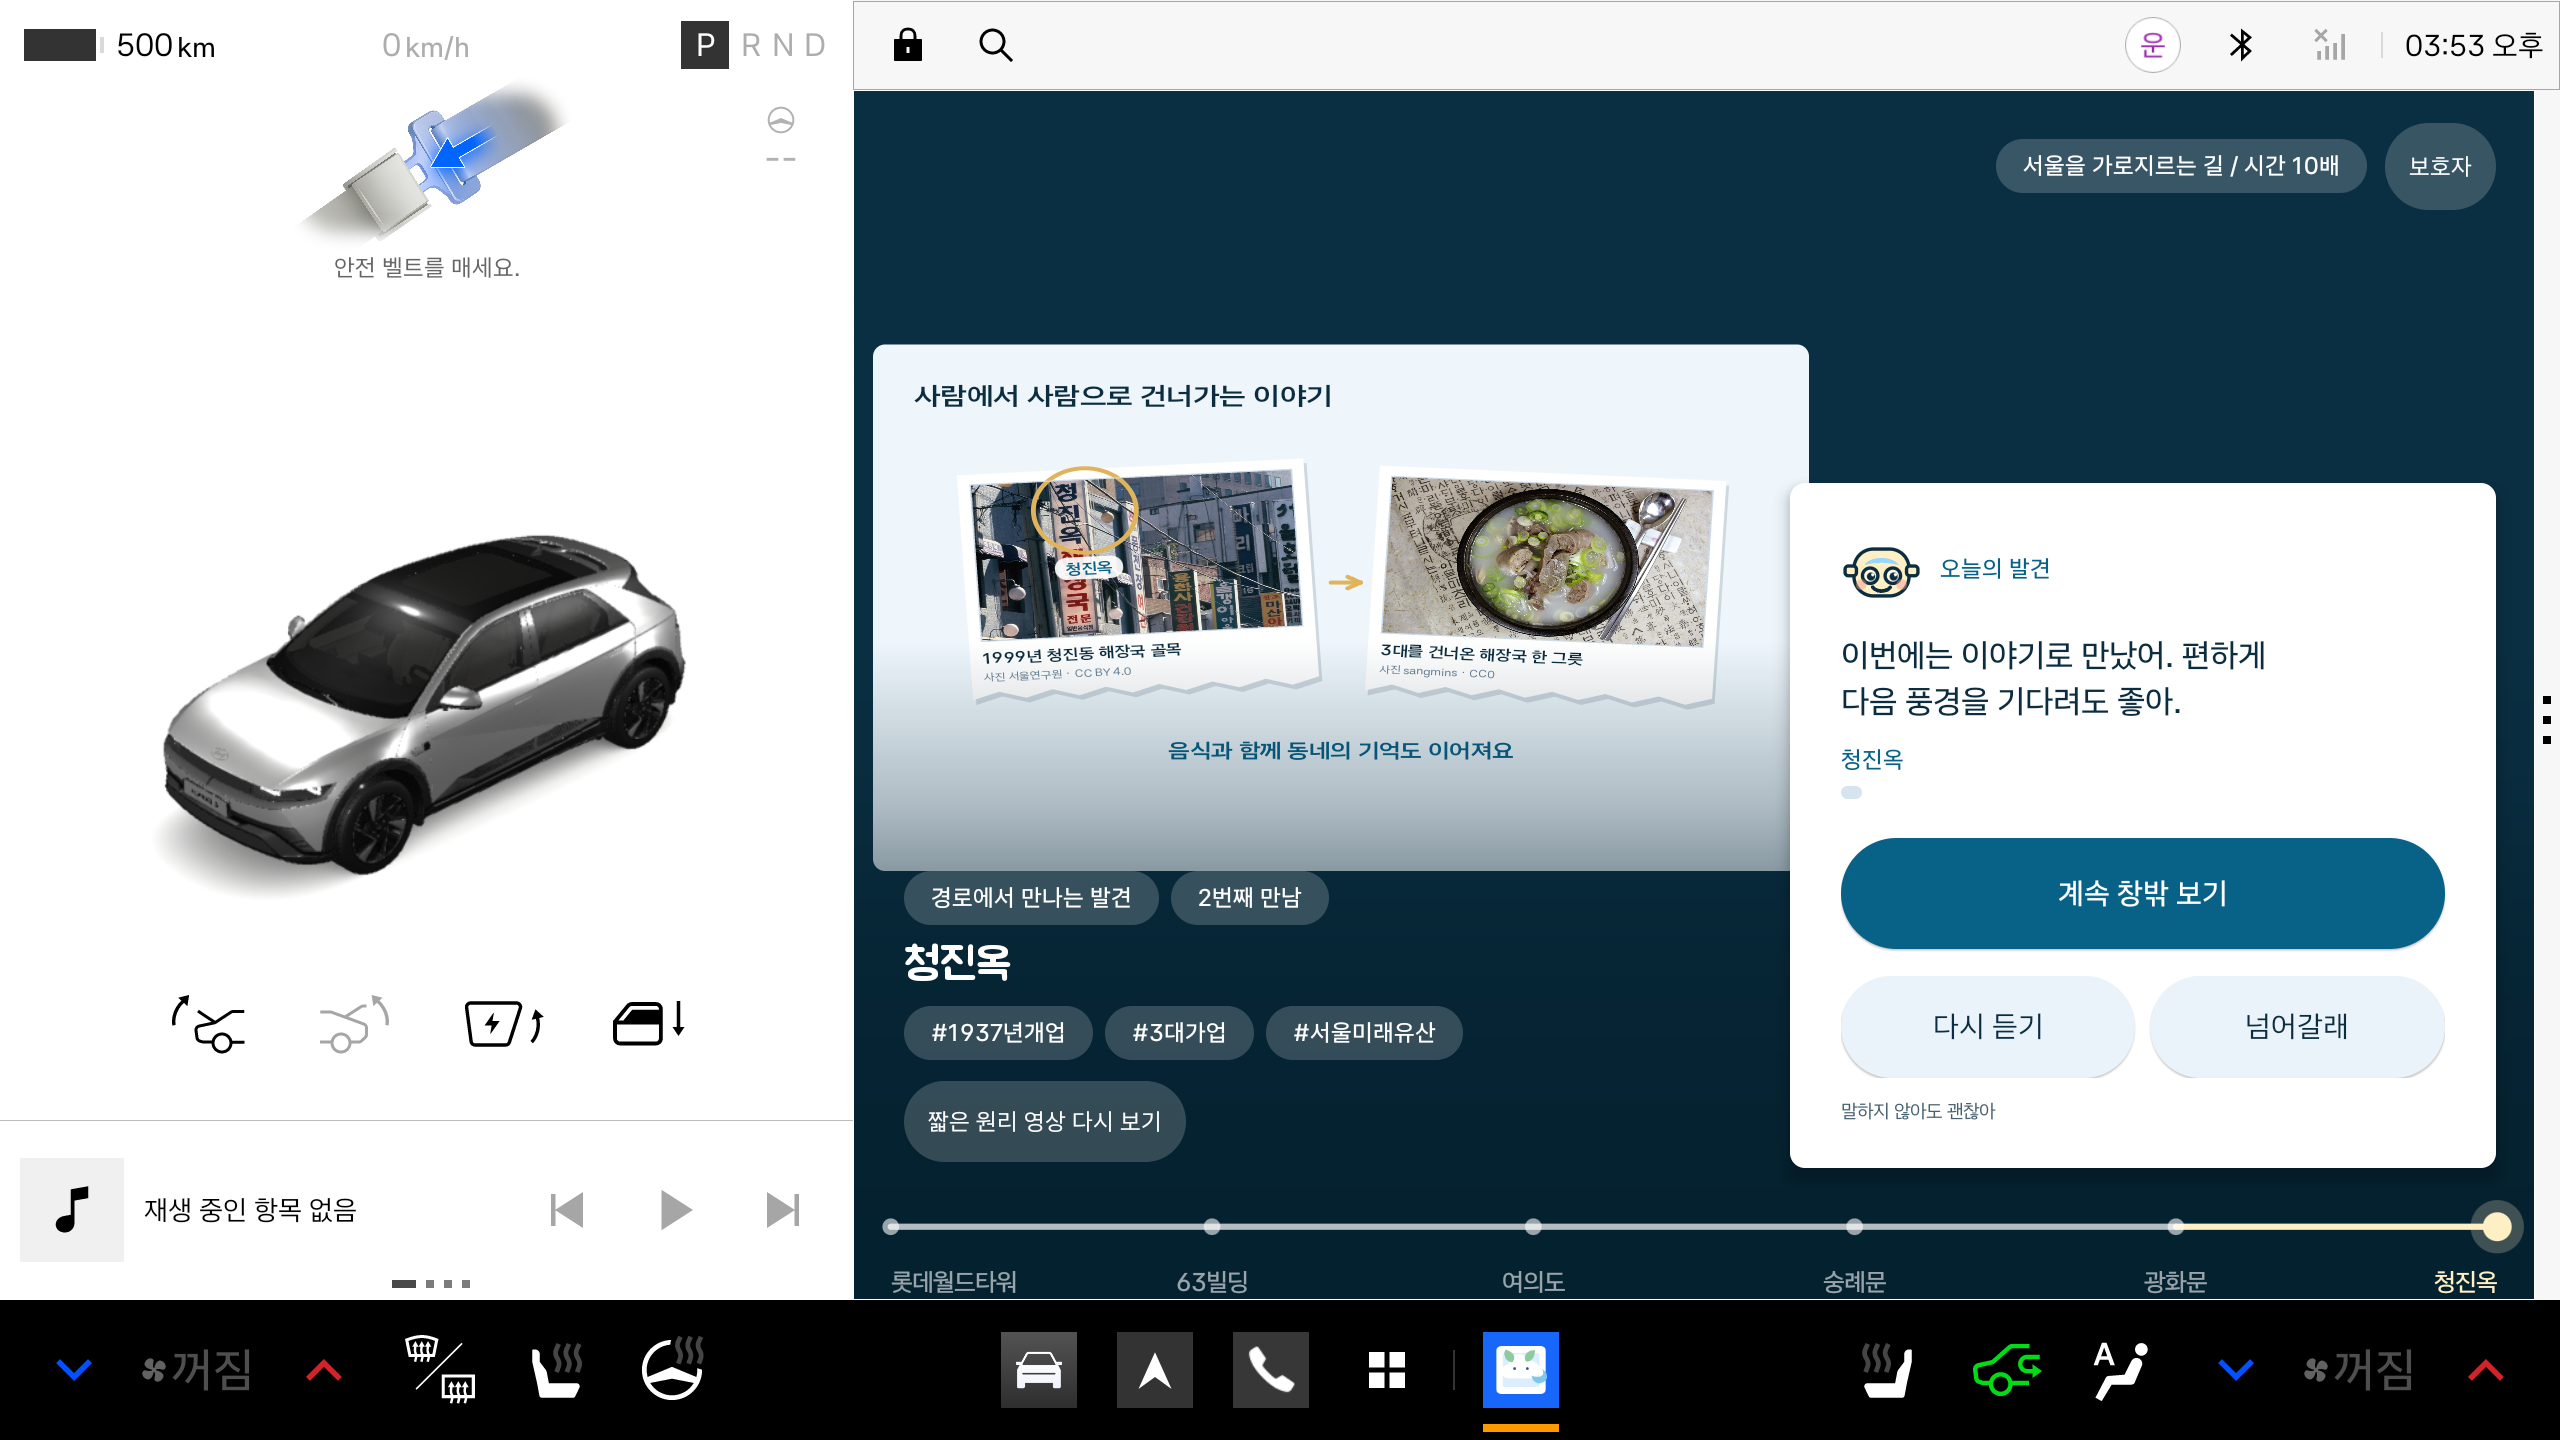 500 km
0 km/h
P R N D
03:53 오후
운
안전 벨트를 매세요.
서울을 가로지르는 길 / 시간 10배
보호자
사람에서 사람으로 건너가는 이야기
청진옥
청진옥
해장국
전문
1999년 청진동 해장국 골목
사진 서울연구원 · CC BY 4.0
3대를 건너온 해장국 한 그릇
사진 sangmins · CC0
음식과 함께 동네의 기억도 이어져요
오늘의 발견
이번에는 이야기로 만났어. 편하게
다음 풍경을 기다려도 좋아.
청진옥
계속 창밖 보기
다시 듣기
넘어갈래
말하지 않아도 괜찮아
경로에서 만나는 발견
2번째 만남
청진옥
#1937년개업
#3대가업
#서울미래유산
짧은 원리 영상 다시 보기
롯데월드타워
63빌딩
여의도
숭례문
광화문
청진옥
재생 중인 항목 없음
꺼짐
A
꺼짐